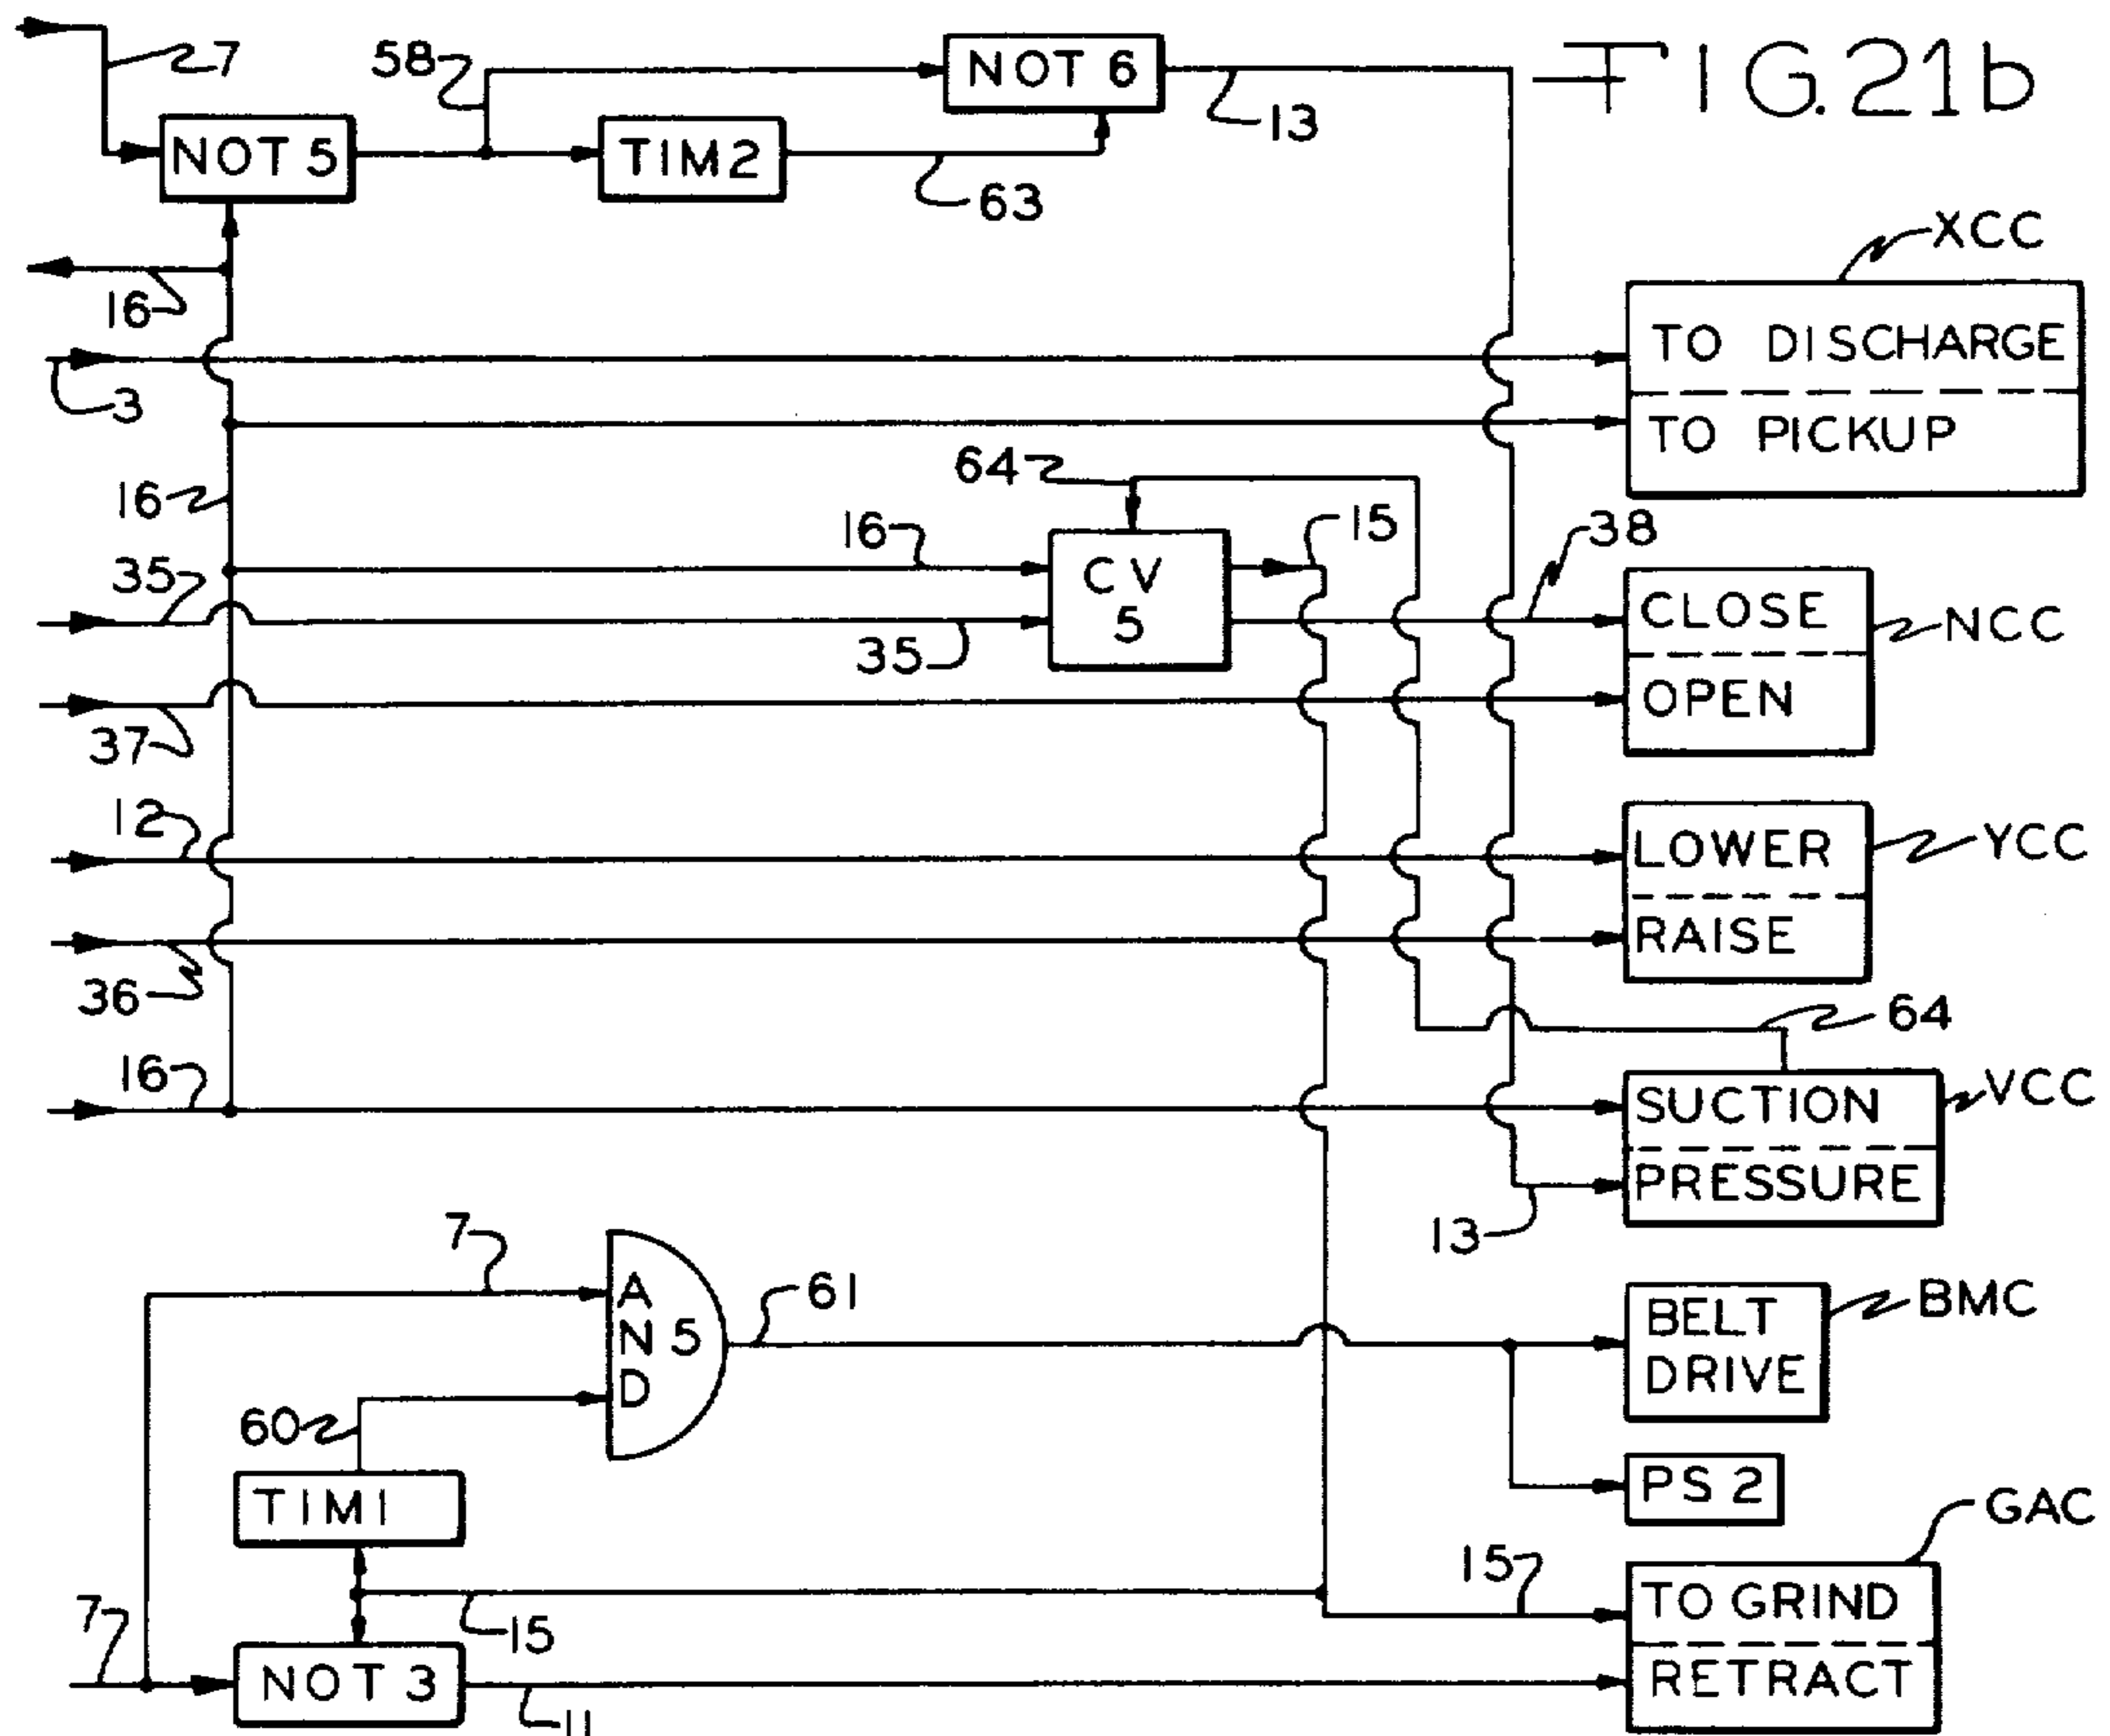 FIG.21b
7
58
NOT 6
13
NOT 5
TIM2
63
16
XCC
3
TO DISCHARGE
TO PICKUP
64
16
16
15
38
35
CV
5
35
CLOSE
OPEN
NCC
37
12
LOWER
RAISE
YCC
36
64
16
SUCTION
PRESSURE
VCC
13
7
AND 5
61
BELT
DRIVE
BMC
60
TIM1
PS 2
GAC
15
15
TO GRIND
RETRACT
7
NOT 3
11